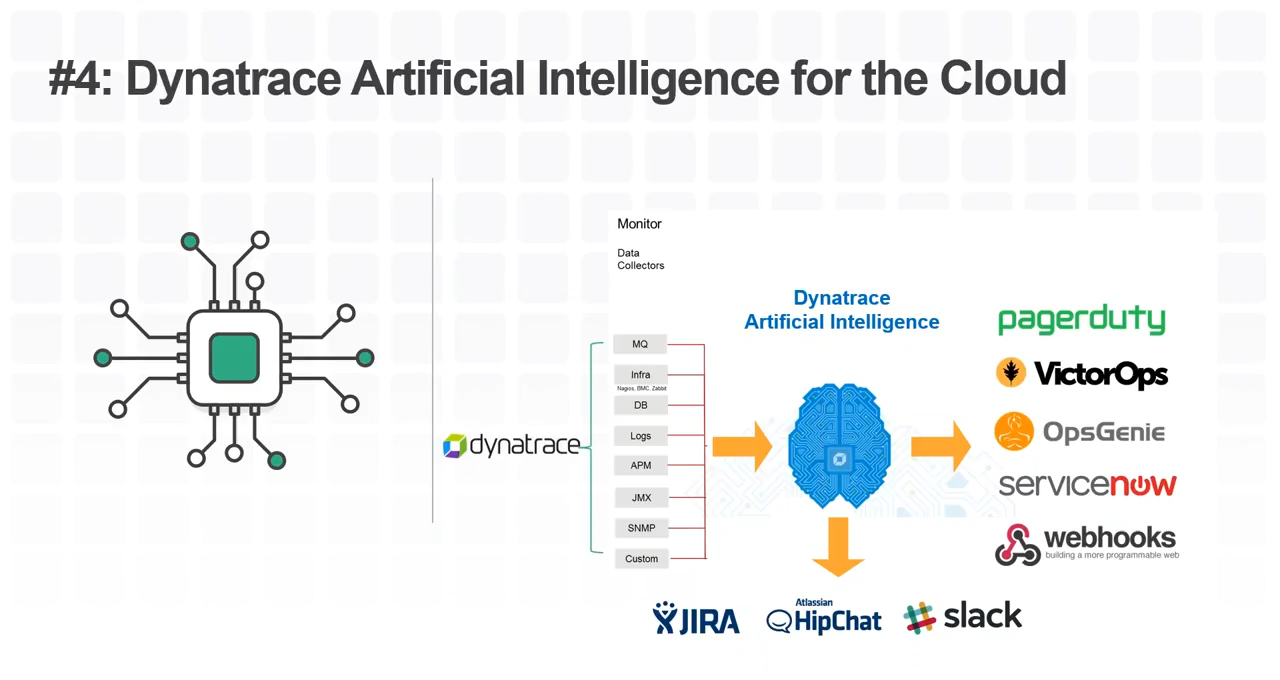 #4: Dynatrace Artificial Intelligence for the Cloud
Monitor
Data
Collectors
Dynatrace
Artificial Intelligence
dynatrace
MQ
Infra
Nagios, BMC, Zabbit
DB
Logs
APM
JMX
SNMP
Custom
pagerduty
VictorOps
OpsGenie
servicenow
webhooks
building a more programmable web
JIRA
Atlassian
HipChat
slack